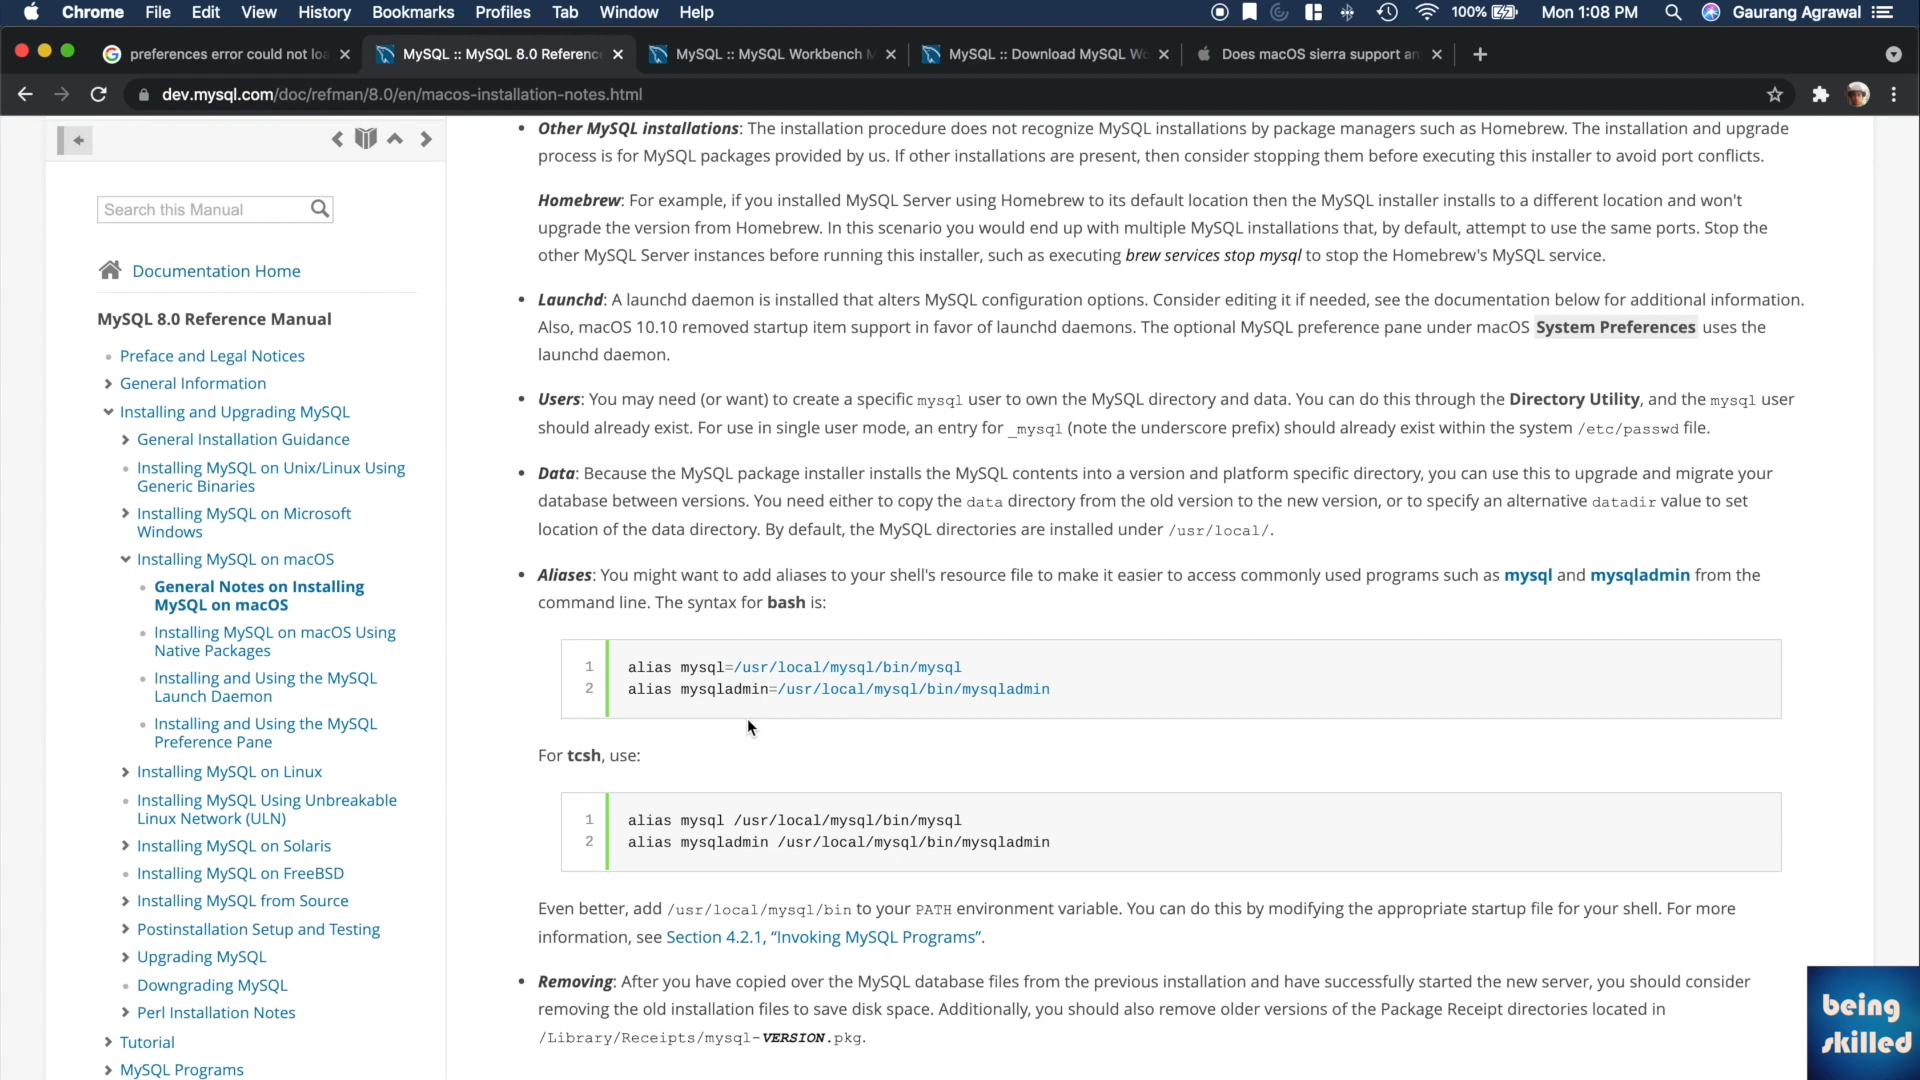 Chrome File Edit View History Bookmarks Profiles Tab Window Help 100% Mon 1:08 PM Gaurang Agrawal
preferences error could not loa MySQL :: MySQL 8.0 Reference MySQL :: MySQL Workbench M MySQL :: Download MySQL Wo Does macOS sierra support an
dev.mysql.com/doc/refman/8.0/en/macos-installation-notes.html
Search this Manual
Documentation Home
MySQL 8.0 Reference Manual
Preface and Legal Notices
General Information
Installing and Upgrading MySQL
General Installation Guidance
Installing MySQL on Unix/Linux Using
Generic Binaries
Installing MySQL on Microsoft
Windows
Installing MySQL on macOS
General Notes on Installing
MySQL on macOS
Installing MySQL on macOS Using
Native Packages
Installing and Using the MySQL
Launch Daemon
Installing and Using the MySQL
Preference Pane
Installing MySQL on Linux
Installing MySQL Using Unbreakable
Linux Network (ULN)
Installing MySQL on Solaris
Installing MySQL on FreeBSD
Installing MySQL from Source
Postinstallation Setup and Testing
Upgrading MySQL
Downgrading MySQL
Perl Installation Notes
Tutorial
MySQL Programs
Other MySQL installations: The installation procedure does not recognize MySQL installations by package managers such as Homebrew. The installation and upgrade
process is for MySQL packages provided by us. If other installations are present, then consider stopping them before executing this installer to avoid port conflicts.
Homebrew: For example, if you installed MySQL Server using Homebrew to its default location then the MySQL installer installs to a different location and won't
upgrade the version from Homebrew. In this scenario you would end up with multiple MySQL installations that, by default, attempt to use the same ports. Stop the
other MySQL Server instances before running this installer, such as executing brew services stop mysql to stop the Homebrew's MySQL service.
Launchd: A launchd daemon is installed that alters MySQL configuration options. Consider editing it if needed, see the documentation below for additional information.
Also, macOS 10.10 removed startup item support in favor of launchd daemons. The optional MySQL preference pane under macOS System Preferences uses the
launchd daemon.
Users: You may need (or want) to create a specific mysql user to own the MySQL directory and data. You can do this through the Directory Utility, and the mysql user
should already exist. For use in single user mode, an entry for _mysql (note the underscore prefix) should already exist within the system /etc/passwd file.
Data: Because the MySQL package installer installs the MySQL contents into a version and platform specific directory, you can use this to upgrade and migrate your
database between versions. You need either to copy the data directory from the old version to the new version, or to specify an alternative datadir value to set
location of the data directory. By default, the MySQL directories are installed under /usr/local/.
Aliases: You might want to add aliases to your shell's resource file to make it easier to access commonly used programs such as mysql and mysqladmin from the
command line. The syntax for bash is:
1 alias mysql=/usr/local/mysql/bin/mysql
2 alias mysqladmin=/usr/local/mysql/bin/mysqladmin
For tcsh, use:
1 alias mysql /usr/local/mysql/bin/mysql
2 alias mysqladmin /usr/local/mysql/bin/mysqladmin
Even better, add /usr/local/mysql/bin to your PATH environment variable. You can do this by modifying the appropriate startup file for your shell. For more
information, see Section 4.2.1, “Invoking MySQL Programs”.
Removing: After you have copied over the MySQL database files from the previous installation and have successfully started the new server, you should consider
removing the old installation files to save disk space. Additionally, you should also remove older versions of the Package Receipt directories located in
/Library/Receipts/mysql-VERSION.pkg.
being
skilled